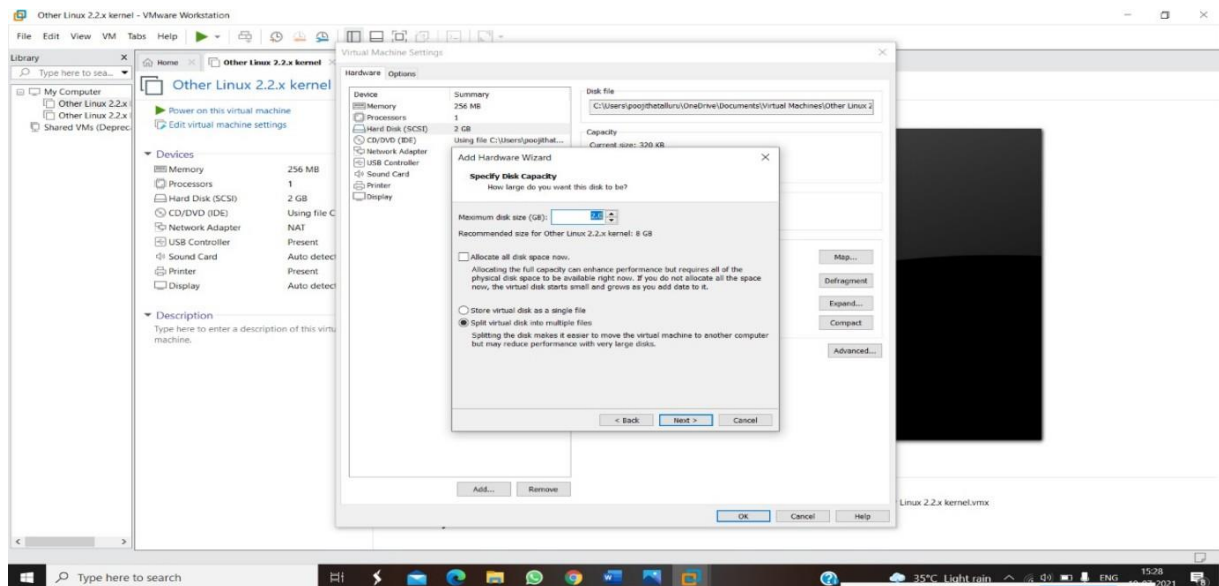 Other Linux 2.2.x kernel - VMware Workstation
File Edit View VM Tabs Help
Library
Type here to sea...
My Computer
Other Linux 2.2.x
Other Linux 2.2.x
Shared VMs (Deprec
Home
Other Linux 2.2.x kernel
Other Linux 2.2.x kernel
Power on this virtual machine
Edit virtual machine settings
Devices
Memory 256 MB
Processors 1
Hard Disk (SCSI) 2 GB
CD/DVD (IDE) Using file C
Network Adapter NAT
USB Controller Present
Sound Card Auto detect
Printer Present
Display Auto detect
Description
Type here to enter a description of this virtu
machine.
Virtual Machine Settings
Hardware Options
Device Summary
Memory 256 MB
Processors 1
Hard Disk (SCSI) 2 GB
CD/DVD (IDE) Using file C:\Users\poojithat...
Network Adapter
USB Controller
Sound Card
Printer
Display
Disk file
C:\Users\poojithetalluru\OneDrive\Documents\Virtual Machines\Other Linux 2
Capacity
Current size: 320 KB
Add Hardware Wizard
Specify Disk Capacity
How large do you want this disk to be?
Maximum disk size (GB): 2.0
Recommended size for Other Linux 2.2.x kernel: 8 GB
Allocate all disk space now.
Allocating the full capacity can enhance performance but requires all of the
physical disk space to be available right now. If you do not allocate all the space
now, the virtual disk starts small and grows as you add data to it.
Store virtual disk as a single file
Split virtual disk into multiple files
Splitting the disk makes it easier to move the virtual machine to another computer
but may reduce performance with very large disks.
< Back Next > Cancel
Map...
Defragment
Expand...
Compact
Advanced...
Add... Remove
OK Cancel Help
Linux 2.2.x kernel.vmx
Type here to search
35°C Light rain
ENG
15:28